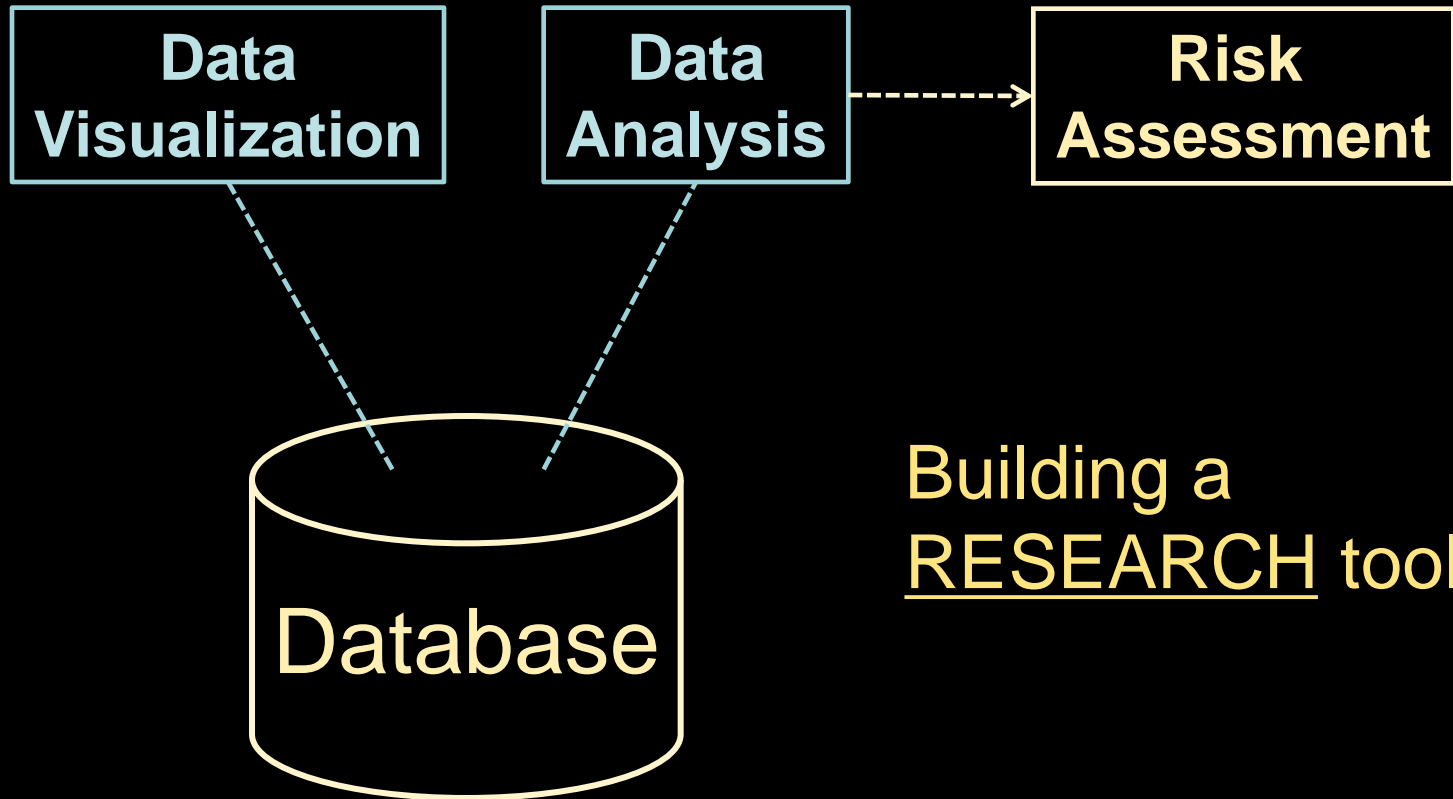 Data
Visualization
Data
Analysis
Risk
Assessment
Building a
RESEARCH tool
Database